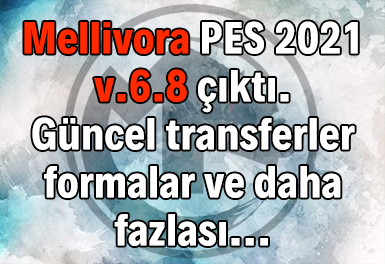 Mellivora PES 2021
v.6.8 çıktı.
Güncel transferler
formalar ve daha
fazlası...